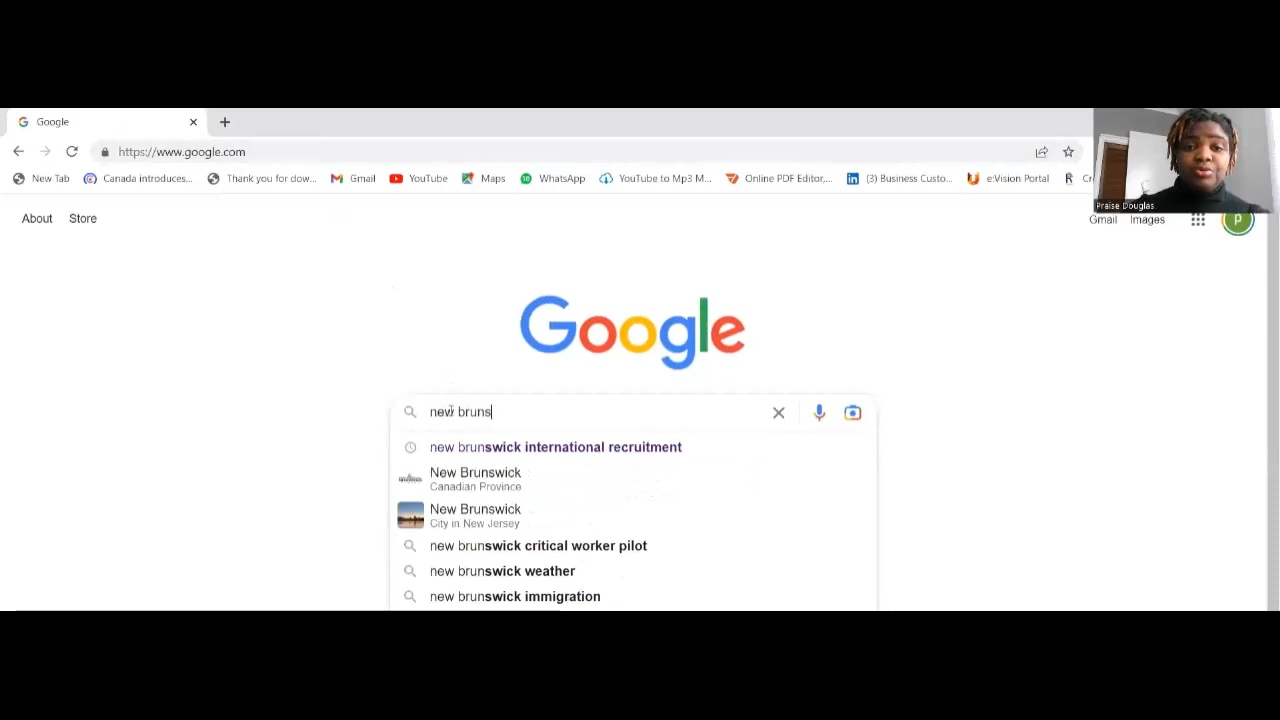 Google
https://www.google.com
New Tab
Canada introduces...
Thank you for dow...
Gmail
YouTube
Maps
10
WhatsApp
YouTube to Mp3 M...
Online PDF Editor,...
in
(3) Business Custo...
e:Vision Portal
Praise Douglas
About
Store
Gmail
Images
p
Google
new bruns
new brunswick international recruitment
New Brunswick
Canadian Province
New Brunswick
City in New Jersey
new brunswick critical worker pilot
new brunswick weather
new brunswick immigration